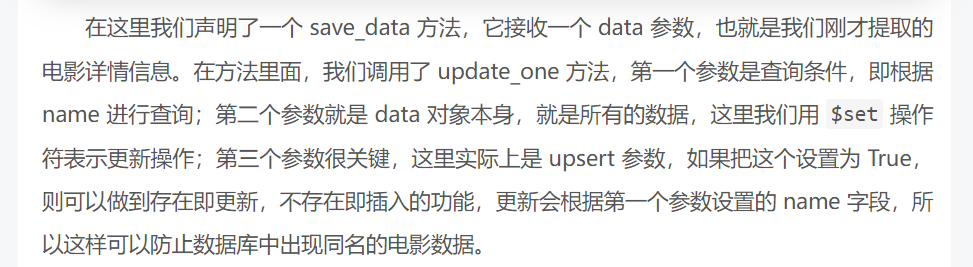 在这里我们声明了一个 save_data 方法，它接收一个 data 参数，也就是我们刚才提取的
电影详情信息。在方法里面，我们调用了 update_one 方法，第一个参数是查询条件，即根据
name 进行查询；第二个参数就是 data 对象本身，就是所有的数据，这里我们用 $set 操作
符表示更新操作；第三个参数很关键，这里实际上是 upsert 参数，如果把这个设置为 True，
则可以做到存在即更新，不存在即插入的功能，更新会根据第一个参数设置的 name 字段，所
以这样可以防止数据库中出现同名的电影数据。